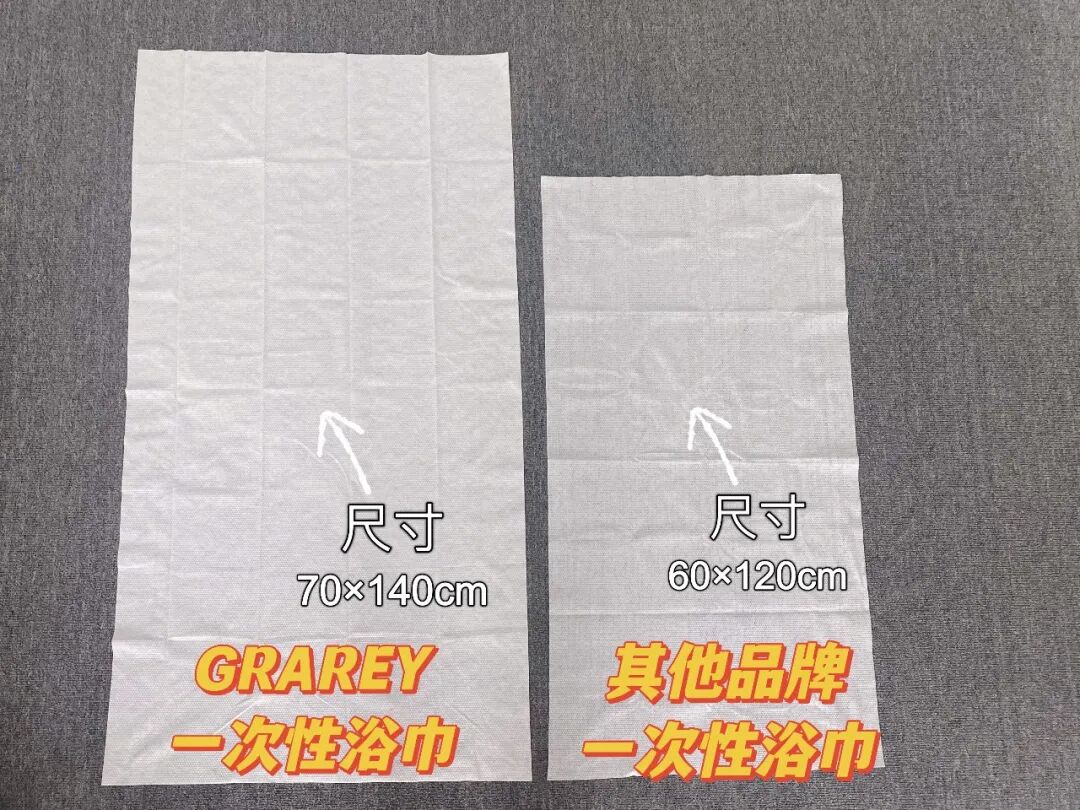 尺寸
70×140cm
GRAREY
一次性浴巾
尺寸
60×120cm
其他品牌
一次性浴巾